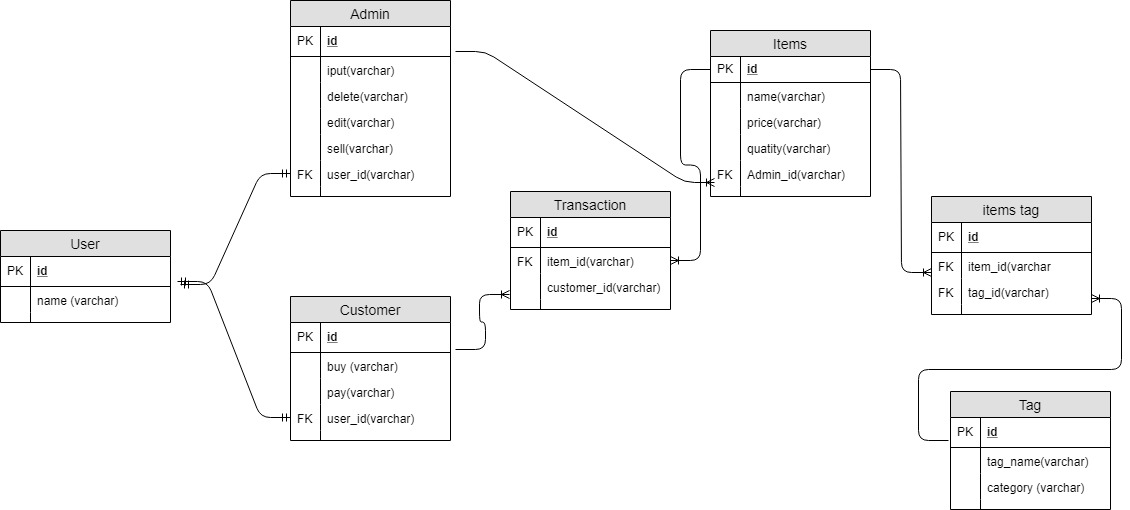 Admin
PK id
iput(varchar)
delete(varchar)
edit(varchar)
sell(varchar)
FK user_id(varchar)
Items
PK id
name(varchar)
price(varchar)
quatity(varchar)
FK Admin_id(varchar)
User
PK id
name (varchar)
Transaction
PK id
FK item_id(varchar)
customer_id(varchar)
items tag
PK id
FK item_id(varchar
FK tag_id(varchar)
Customer
PK id
buy (varchar)
pay(varchar)
FK user_id(varchar)
Tag
PK id
tag_name(varchar)
category (varchar)